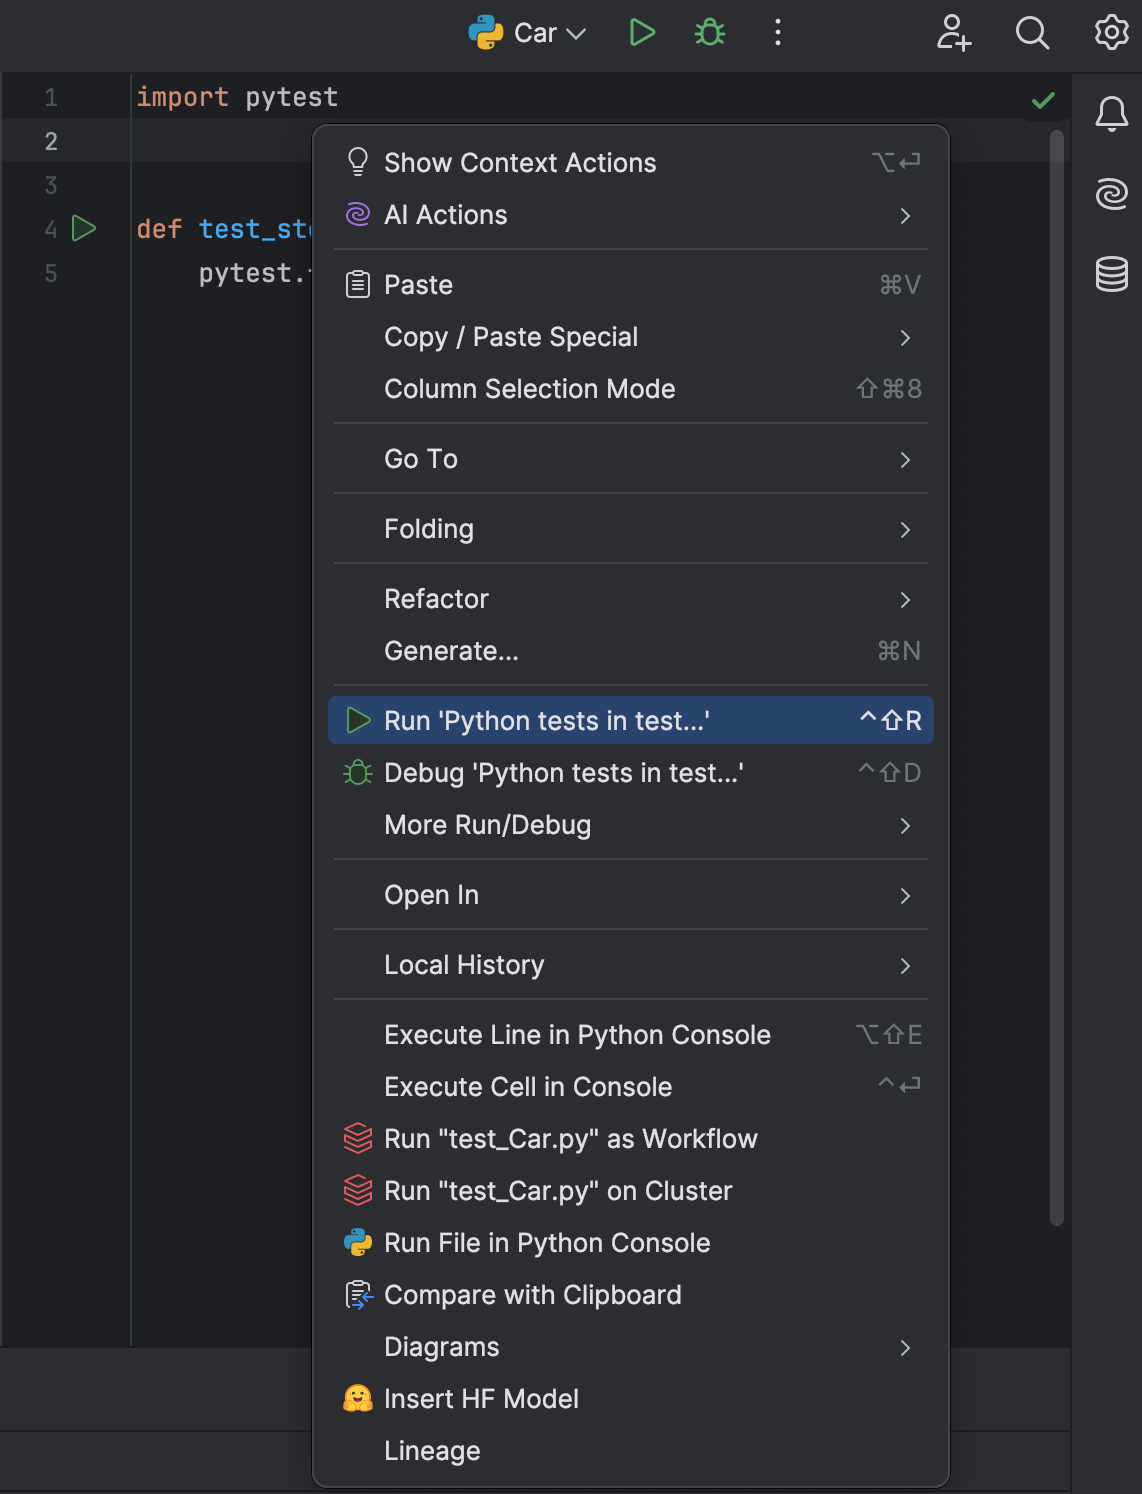 Car
1 import pytest
2
3
4 def test_st
5 pytest.
Show Context Actions ⌥⏎
AI Actions
Paste ⌘V
Copy / Paste Special
Column Selection Mode ⇧⌘8
Go To
Folding
Refactor
Generate... ⌘N
Run 'Python tests in test...' ^⇧R
Debug 'Python tests in test...' ^⇧D
More Run/Debug
Open In
Local History
Execute Line in Python Console ⌥⇧E
Execute Cell in Console ^⏎
Run "test_Car.py" as Workflow
Run "test_Car.py" on Cluster
Run File in Python Console
Compare with Clipboard
Diagrams
Insert HF Model
Lineage